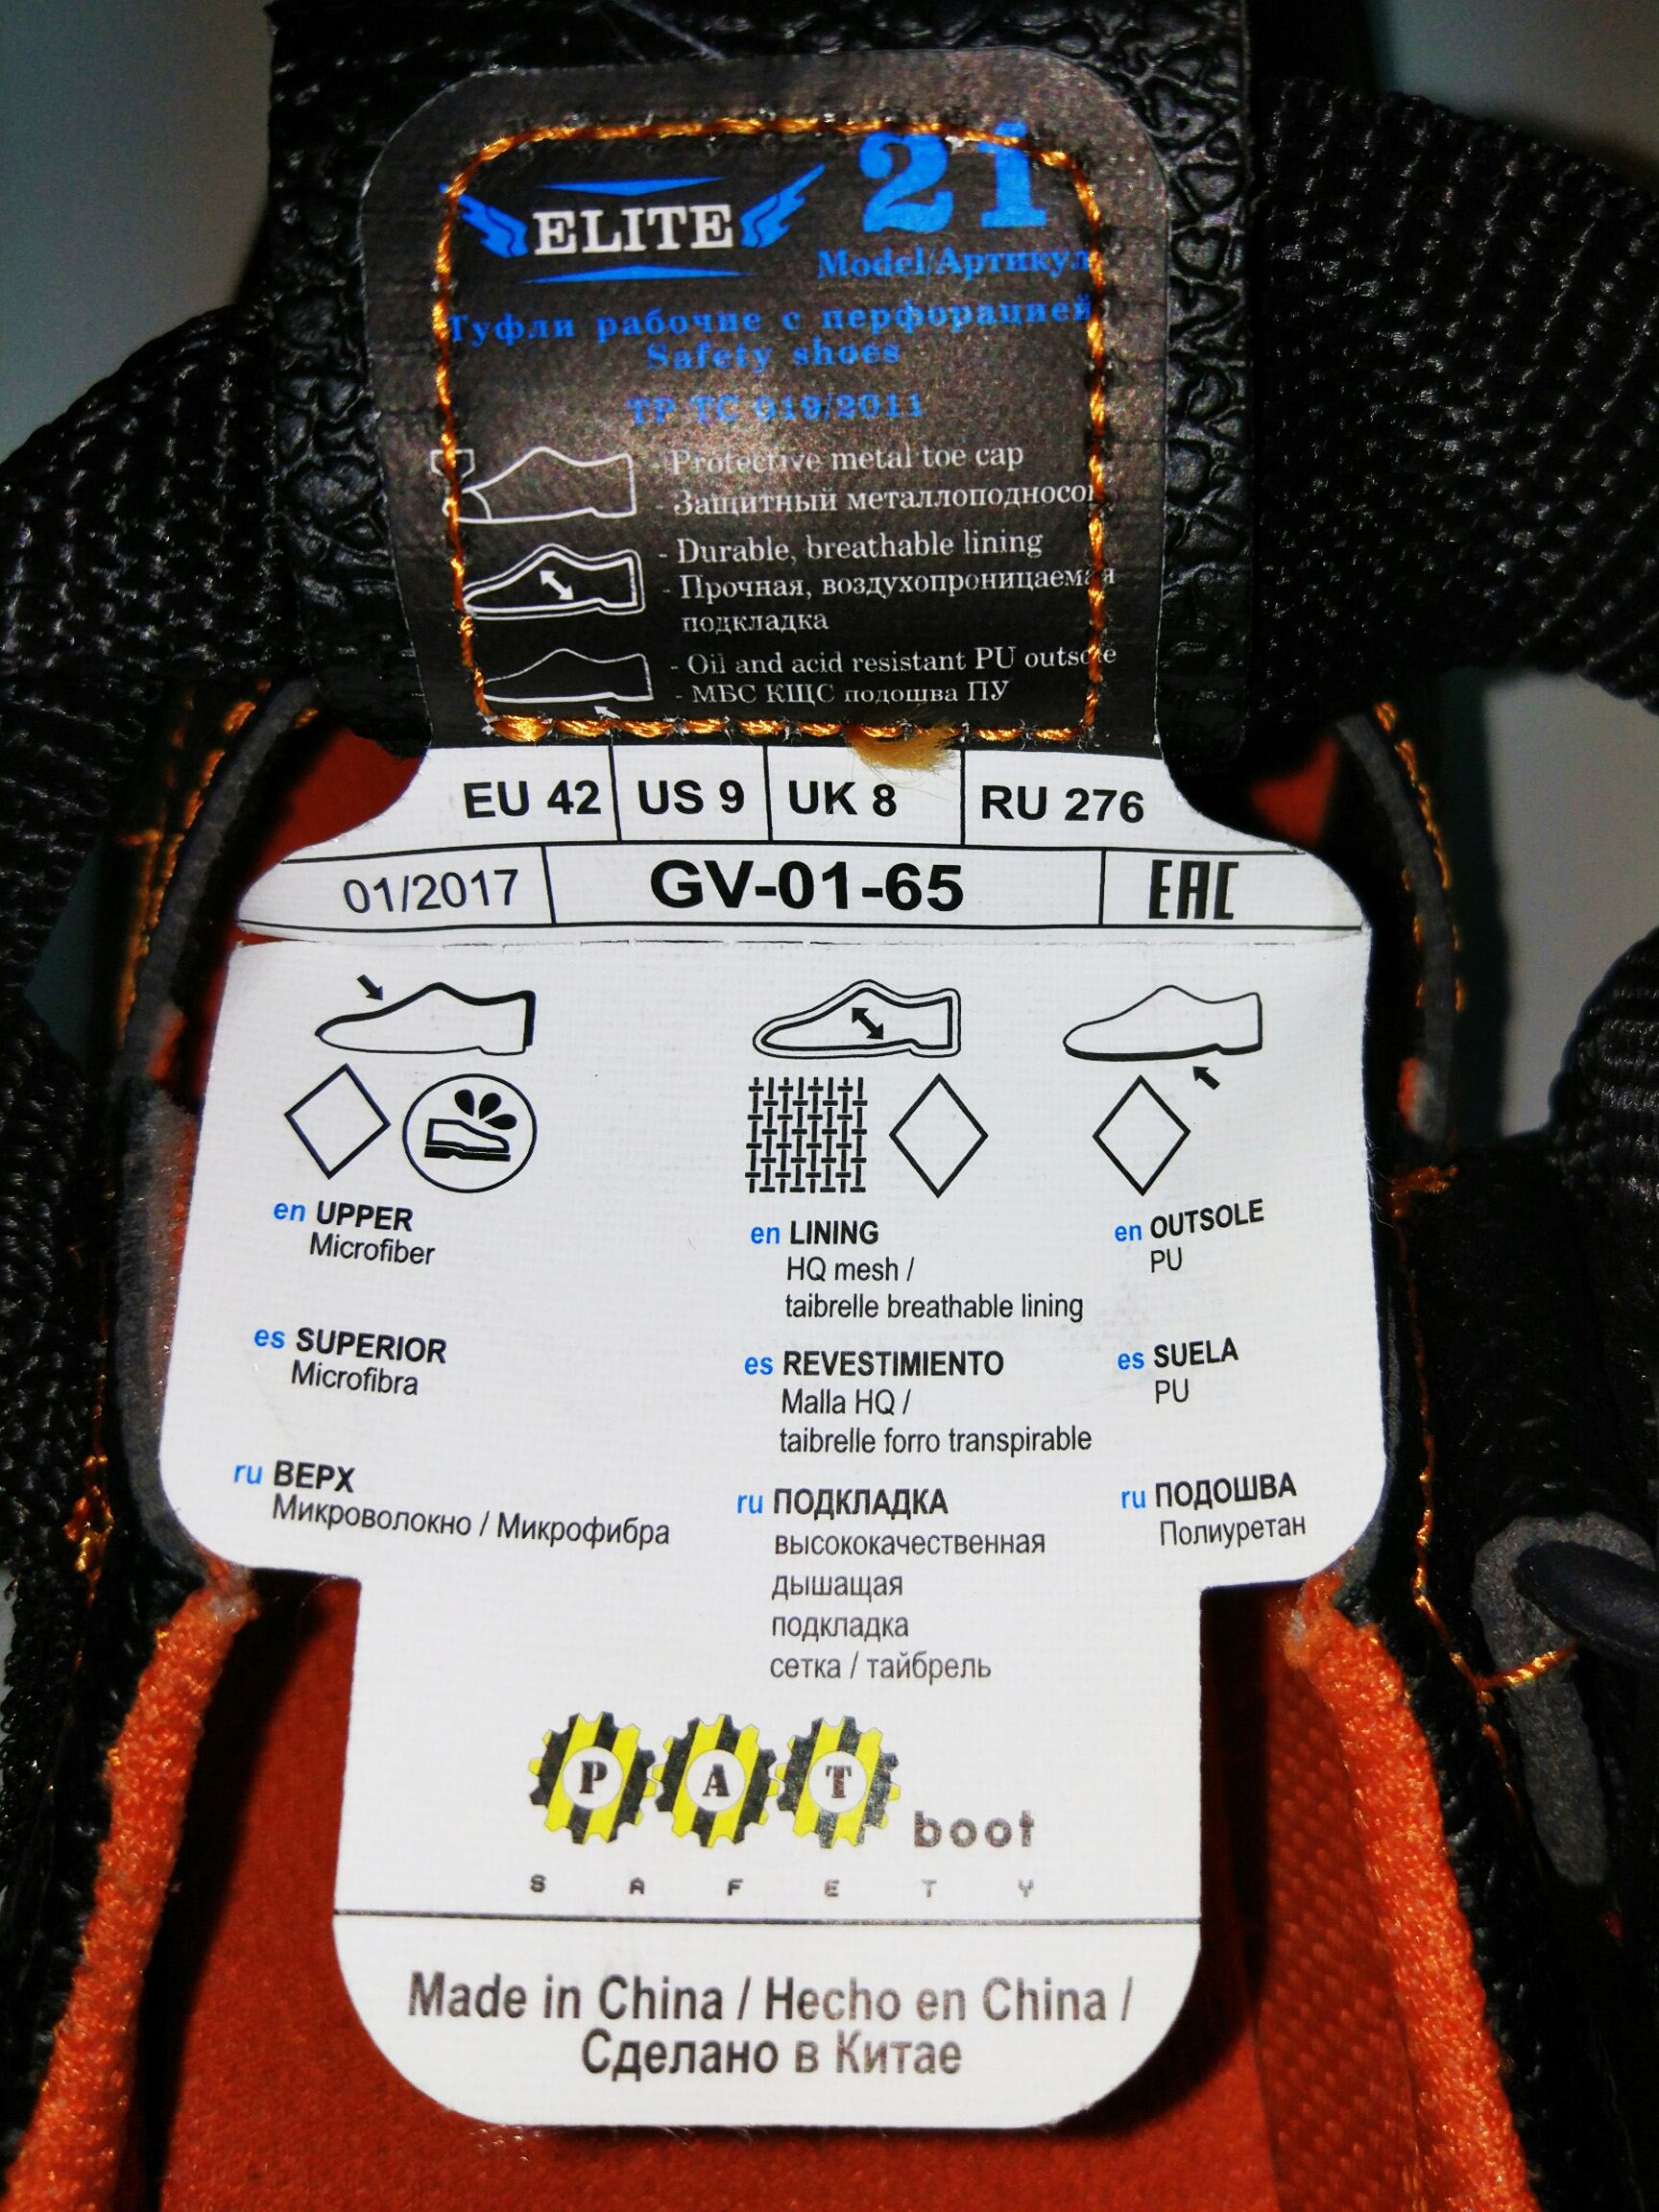 ELITE
21
Model/Артикул
Туфли рабочие с перфорацией
Safety shoes
ТР ТС 019/2011
- Protective metal toe cap
- Защитный
- Durable, breathable lining
- Прочная, воздухопроницаемая
подкладка
- Oil and acid resistant PU outsole
- МБС КЩС подошва ПУ
EU 42 US 9 UK 8 RU 276
01/2017 GV-01-65 EAC
en UPPER
Microfiber
es SUPERIOR
Microfibra
ru ВЕРХ
Микроволокно / Микрофибра
en LINING
HQ mesh /
taibrelle breathable lining
es REVESTIMIENTO
Malla HQ /
taibrelle forro transpirable
ru ПОДКЛАДКА
высококачественная
дышащая
подкладка
сетка / тайбрель
en OUTSOLE
PU
es SUELA
PU
ru ПОДОШВА
Полиуретан
PAT boot
SAFETY
Made in China / Hecho en China /
Сделано в Китае